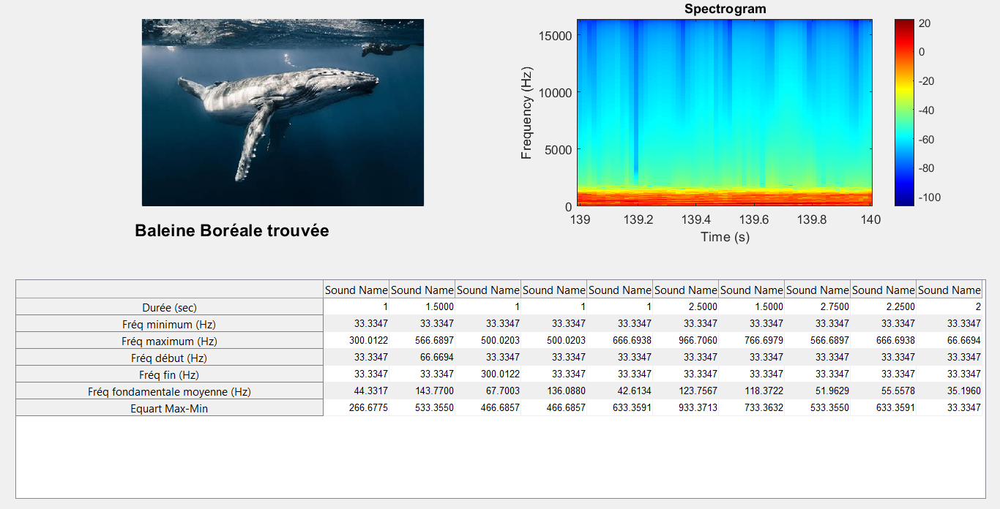 Spectrogram
15000
10000
5000
0
Frequency (Hz)
139 139.2 139.4 139.6 139.8 140
Time (s)
20
0
-20
-40
-60
-80
-100
Baleine Boréale trouvée
Sound Name Sound Name Sound Name Sound Name Sound Name Sound Name Sound Name Sound Name Sound Name Sound Name
Durée (sec) 1 1.5000 1 1 1 2.5000 1.5000 2.7500 2.2500 2
Fréq minimum (Hz) 33.3347 33.3347 33.3347 33.3347 33.3347 33.3347 33.3347 33.3347 33.3347 33.3347
Fréq maximum (Hz) 300.0122 566.6897 500.0203 500.0203 666.6938 966.7060 766.6979 566.6897 666.6938 66.6694
Fréq début (Hz) 33.3347 66.6694 33.3347 33.3347 33.3347 33.3347 33.3347 33.3347 33.3347 33.3347
Fréq fin (Hz) 33.3347 33.3347 300.0122 33.3347 33.3347 33.3347 33.3347 33.3347 33.3347 33.3347
Fréq fondamentale moyenne (Hz) 44.3317 143.7700 67.7003 136.0880 42.6134 123.7567 118.3722 51.9629 55.5578 35.1960
Equart Max-Min 266.6775 533.3550 466.6857 466.6857 633.3591 933.3713 733.3632 533.3550 633.3591 33.3347